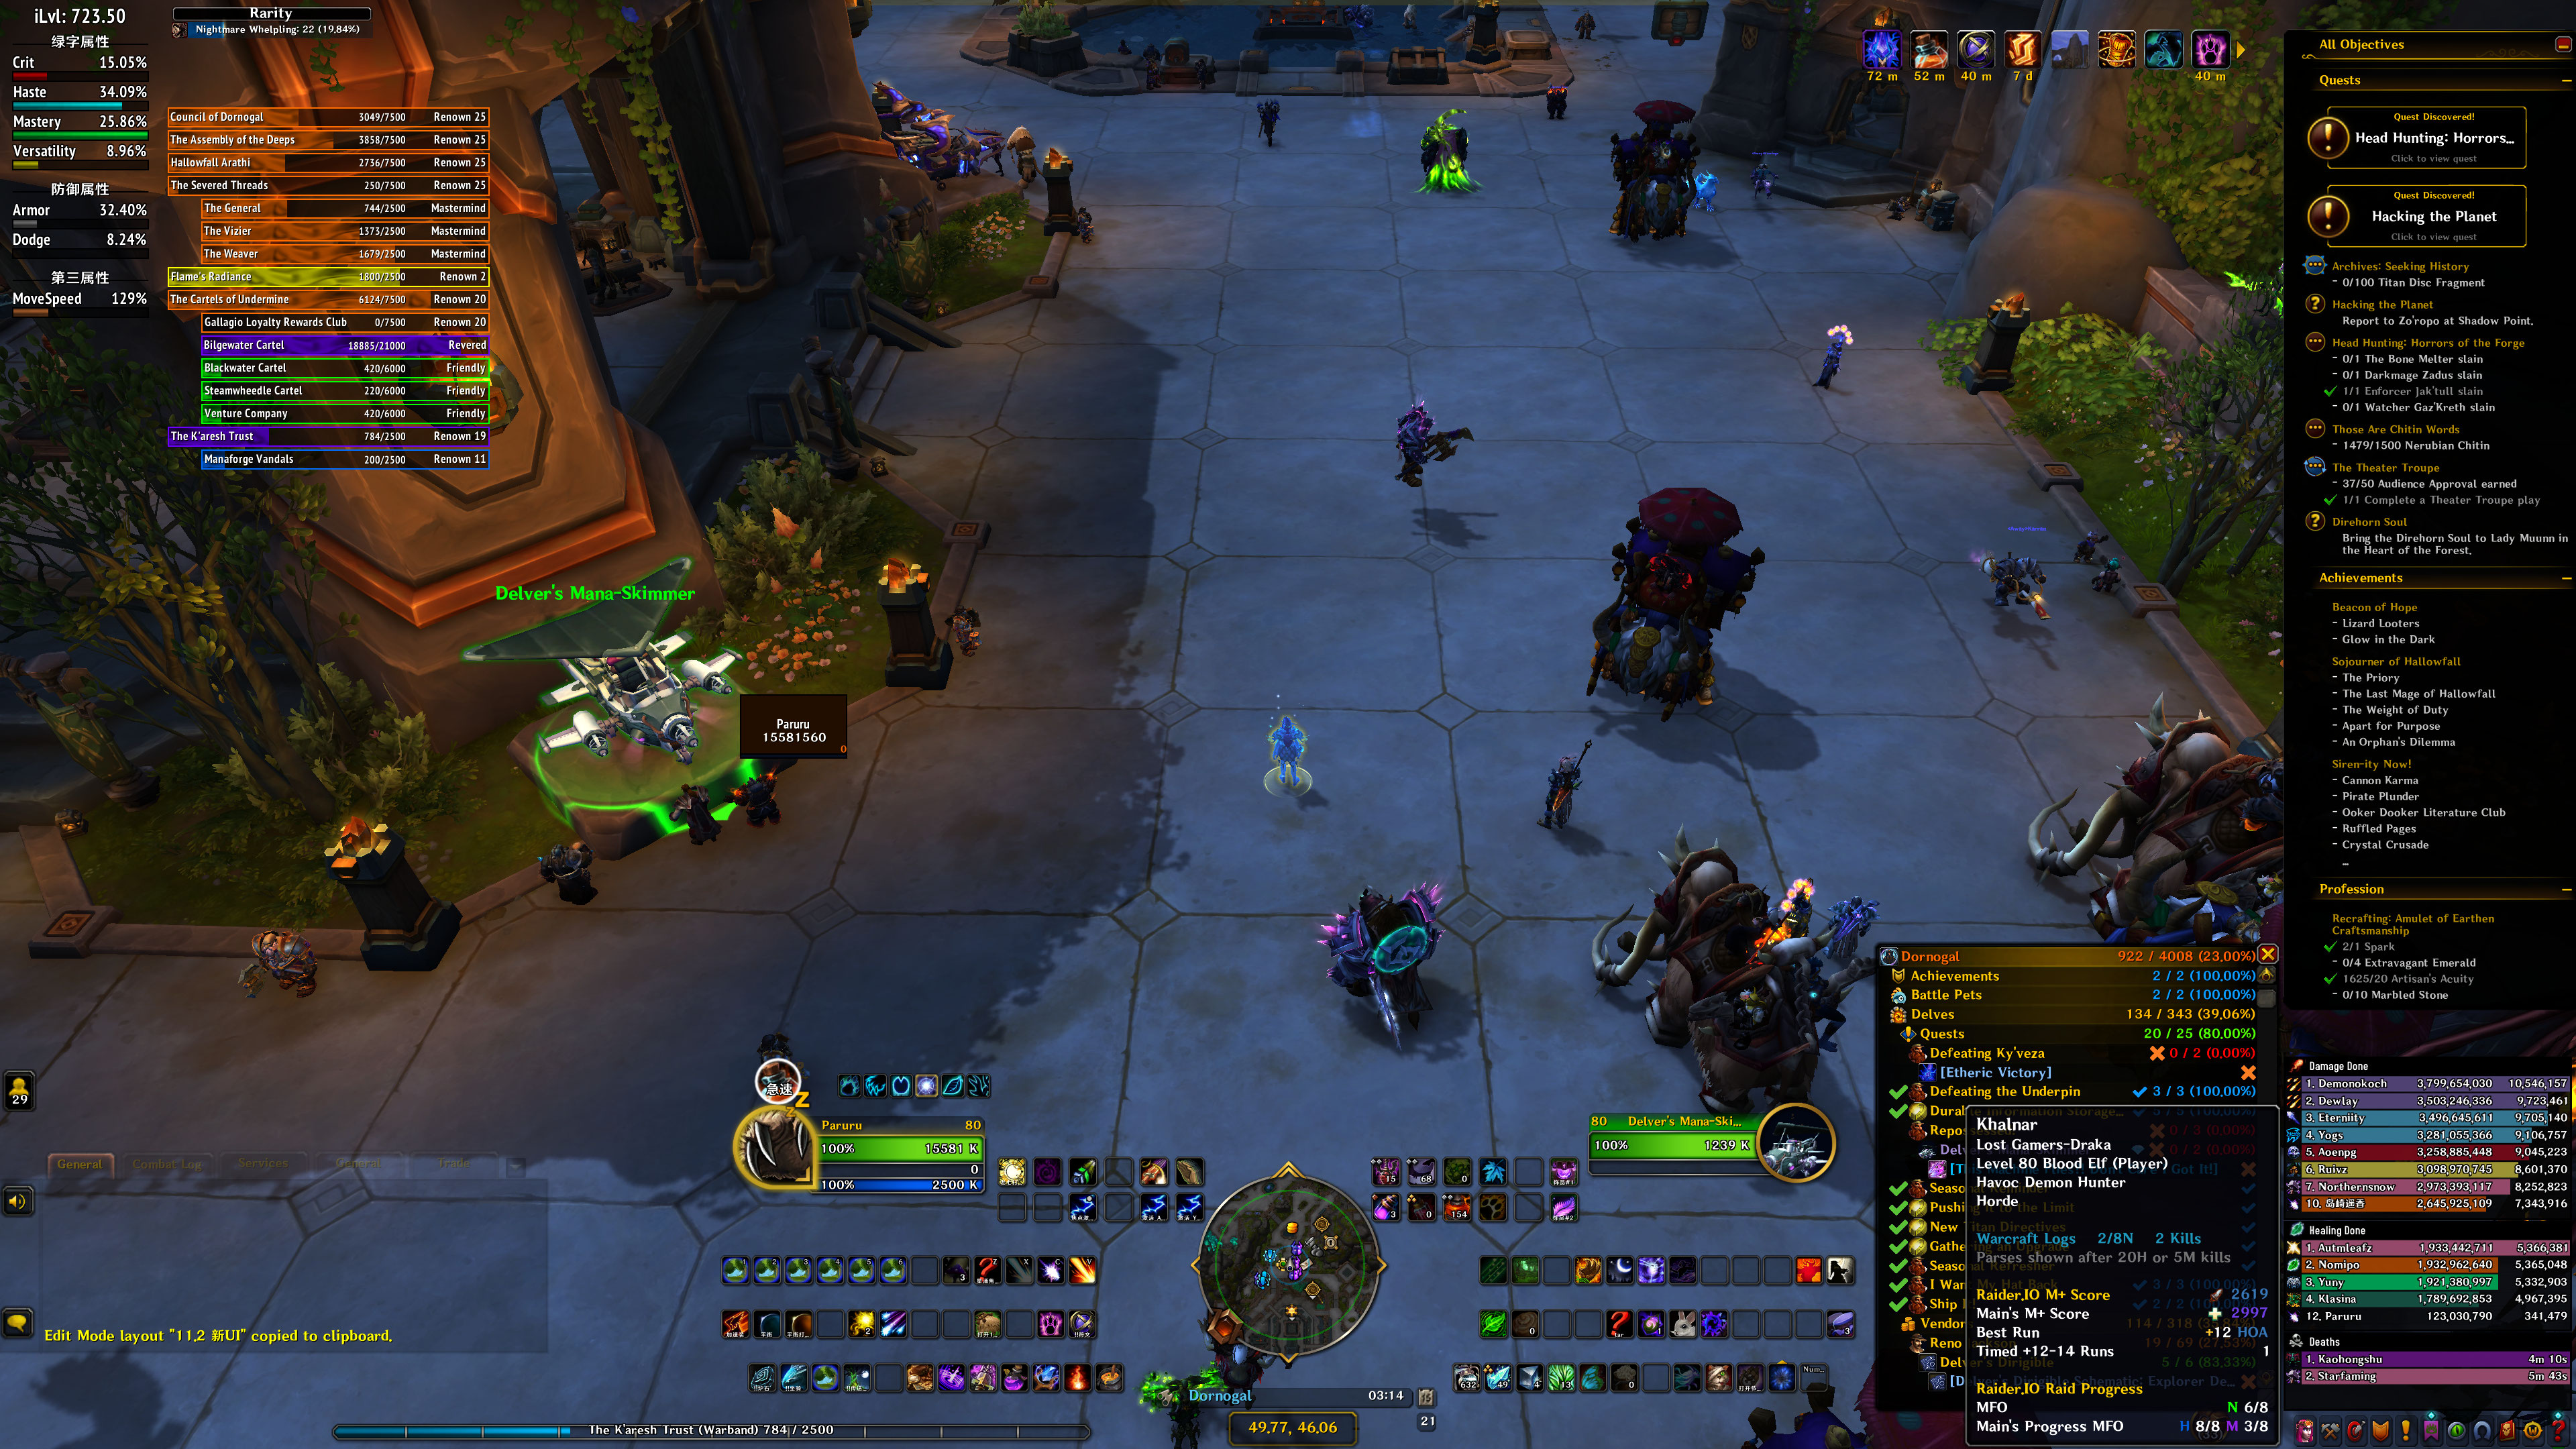 iLvl: 723.50
绿字属性
Crit 15.05%
Haste 34.09%
Mastery 25.86%
Versatility 8.96%
防御属性
Armor 32.40%
Dodge 8.24%
第三属性
MoveSpeed 129%
Rarity
Nightmare Whelpling: 22 (19.84%)
Council of Dornogal 3049/7500 Renown 25
The Assembly of the Deeps 3858/7500 Renown 25
Hallowfall Arathi 2736/7500 Renown 25
The Severed Threads 250/7500 Renown 25
The General 744/2500 Mastermind
The Vizier 1373/2500 Mastermind
The Weaver 1679/2500 Mastermind
Flame's Radiance 1800/2500 Renown 2
The Cartels of Undermine 6124/7500 Renown 20
Gallagio Loyalty Rewards Club 0/7500 Renown 20
Bilgewater Cartel 18885/21000 Revered
Blackwater Cartel 420/6000 Friendly
Steamwheedle Cartel 220/6000 Friendly
Venture Company 420/6000 Friendly
The K'aresh Trust 784/2500 Renown 19
Manaforge Vandals 200/2500 Renown 11
Delver's Mana-Skimmer
Paruru
15581560
0
72 m 52 m 40 m 7 d 40 m
All Objectives
Quests
Quest Discovered!
Head Hunting: Horrors...
Click to view quest
Quest Discovered!
Hacking the Planet
Click to view quest
Archives: Seeking History
- 0/100 Titan Disc Fragment
Hacking the Planet
Report to Zo'ropo at Shadow Point.
Head Hunting: Horrors of the Forge
- 0/1 The Bone Melter slain
- 0/1 Darkmage Zadus slain
1/1 Enforcer Jak'tull slain
- 0/1 Watcher Gaz'Kreth slain
Those Are Chitin Words
- 1479/1500 Nerubian Chitin
The Theater Troupe
- 37/50 Audience Approval earned
1/1 Complete a Theater Troupe play
Direhorn Soul
Bring the Direhorn Soul to Lady Muunn in
the Heart of the Forest.
Achievements
Beacon of Hope
- Lizard Looters
- Glow in the Dark
Sojourner of Hallowfall
- The Priory
- The Last Mage of Hallowfall
- The Weight of Duty
- Apart for Purpose
- An Orphan's Dilemma
Siren-ity Now!
- Cannon Karma
- Pirate Plunder
- Ooker Dooker Literature Club
- Ruffled Pages
- Crystal Crusade
...
Profession
Recrafting: Amulet of Earthen
Craftsmanship
2/1 Spark
- 0/4 Extravagant Emerald
1625/20 Artisan's Acuity
- 0/10 Marbled Stone
Dornogal 922 / 4008 (23.00%)
Achievements 2 / 2 (100.00%)
Battle Pets 2 / 2 (100.00%)
Delves 134 / 343 (39.06%)
Quests 20 / 25 (80.00%)
Defeating Ky'veza 0 / 2 (0.00%)
[Etheric Victory]
Defeating the Underpin 3 / 3 (100.00%)
Khalnar
Lost Gamers-Draka
Level 80 Blood Elf (Player)
Havoc Demon Hunter
Horde
Warcraft Logs 2/8N 2 Kills
Parses shown after 20H or 5M kills
Raider.IO M+ Score 2619
Main's M+ Score 2997
Best Run +12 HOA
Timed +12-14 Runs 1
Raider.IO Raid Progress
MFO N 6/8
Main's Progress MFO H 8/8 M 3/8
Damage Done
1. Demonokoch 3,799,654,030 10,546,157
2. Dewlay 3,503,246,336 9,723,461
3. Eterniity 3,496,645,611 9,705,140
4. Yogs 3,281,055,366 9,106,757
5. Aoenpg 3,258,885,448 9,045,223
6. Ruivz 3,098,970,745 8,601,370
7. Northernsnow 2,973,393,117 8,252,823
10. 岛崎遥香 2,645,925,109 7,343,916
Healing Done
1. Autmleafz 1,933,442,711 5,366,381
2. Nomipo 1,932,962,640 5,365,048
3. Yuny 1,921,380,997 5,332,903
4. Klasina 1,789,692,853 4,967,395
12. Paruru 123,030,790 341,479
Deaths
1. Kaohongshu 4m 10s
2. Starfaming 5m 43s
29
General Combat Log Services General Trade
Edit Mode layout "11.2 新UI" copied to clipboard.
急速
Paruru 80
100% 15581 K
0
100% 2500 K
80 Delver's Mana-Ski...
100% 1239 K
Dornogal 03:14
21
49.77, 46.06
The K'aresh Trust (Warband) 784 / 2500